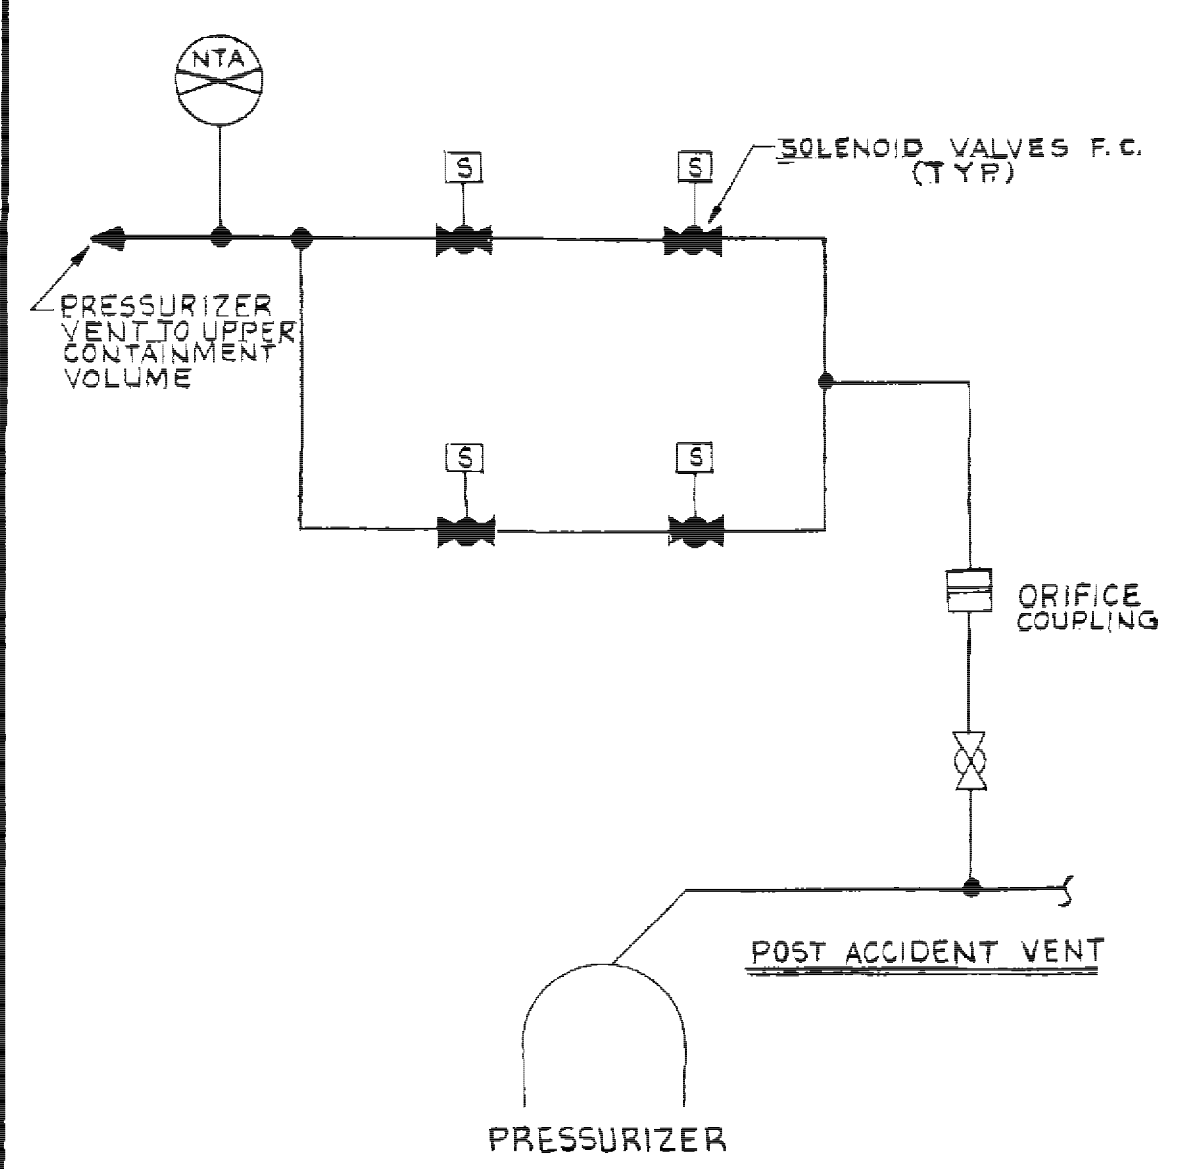 NTA
S
S
SOLENOID VALVES F.C.
(TYP.)
PRESSURIZER
VENT TO UPPER
CONTAINMENT
VOLUME
S
S
ORIFICE
COUPLING
POST ACCIDENT VENT
PRESSURIZER